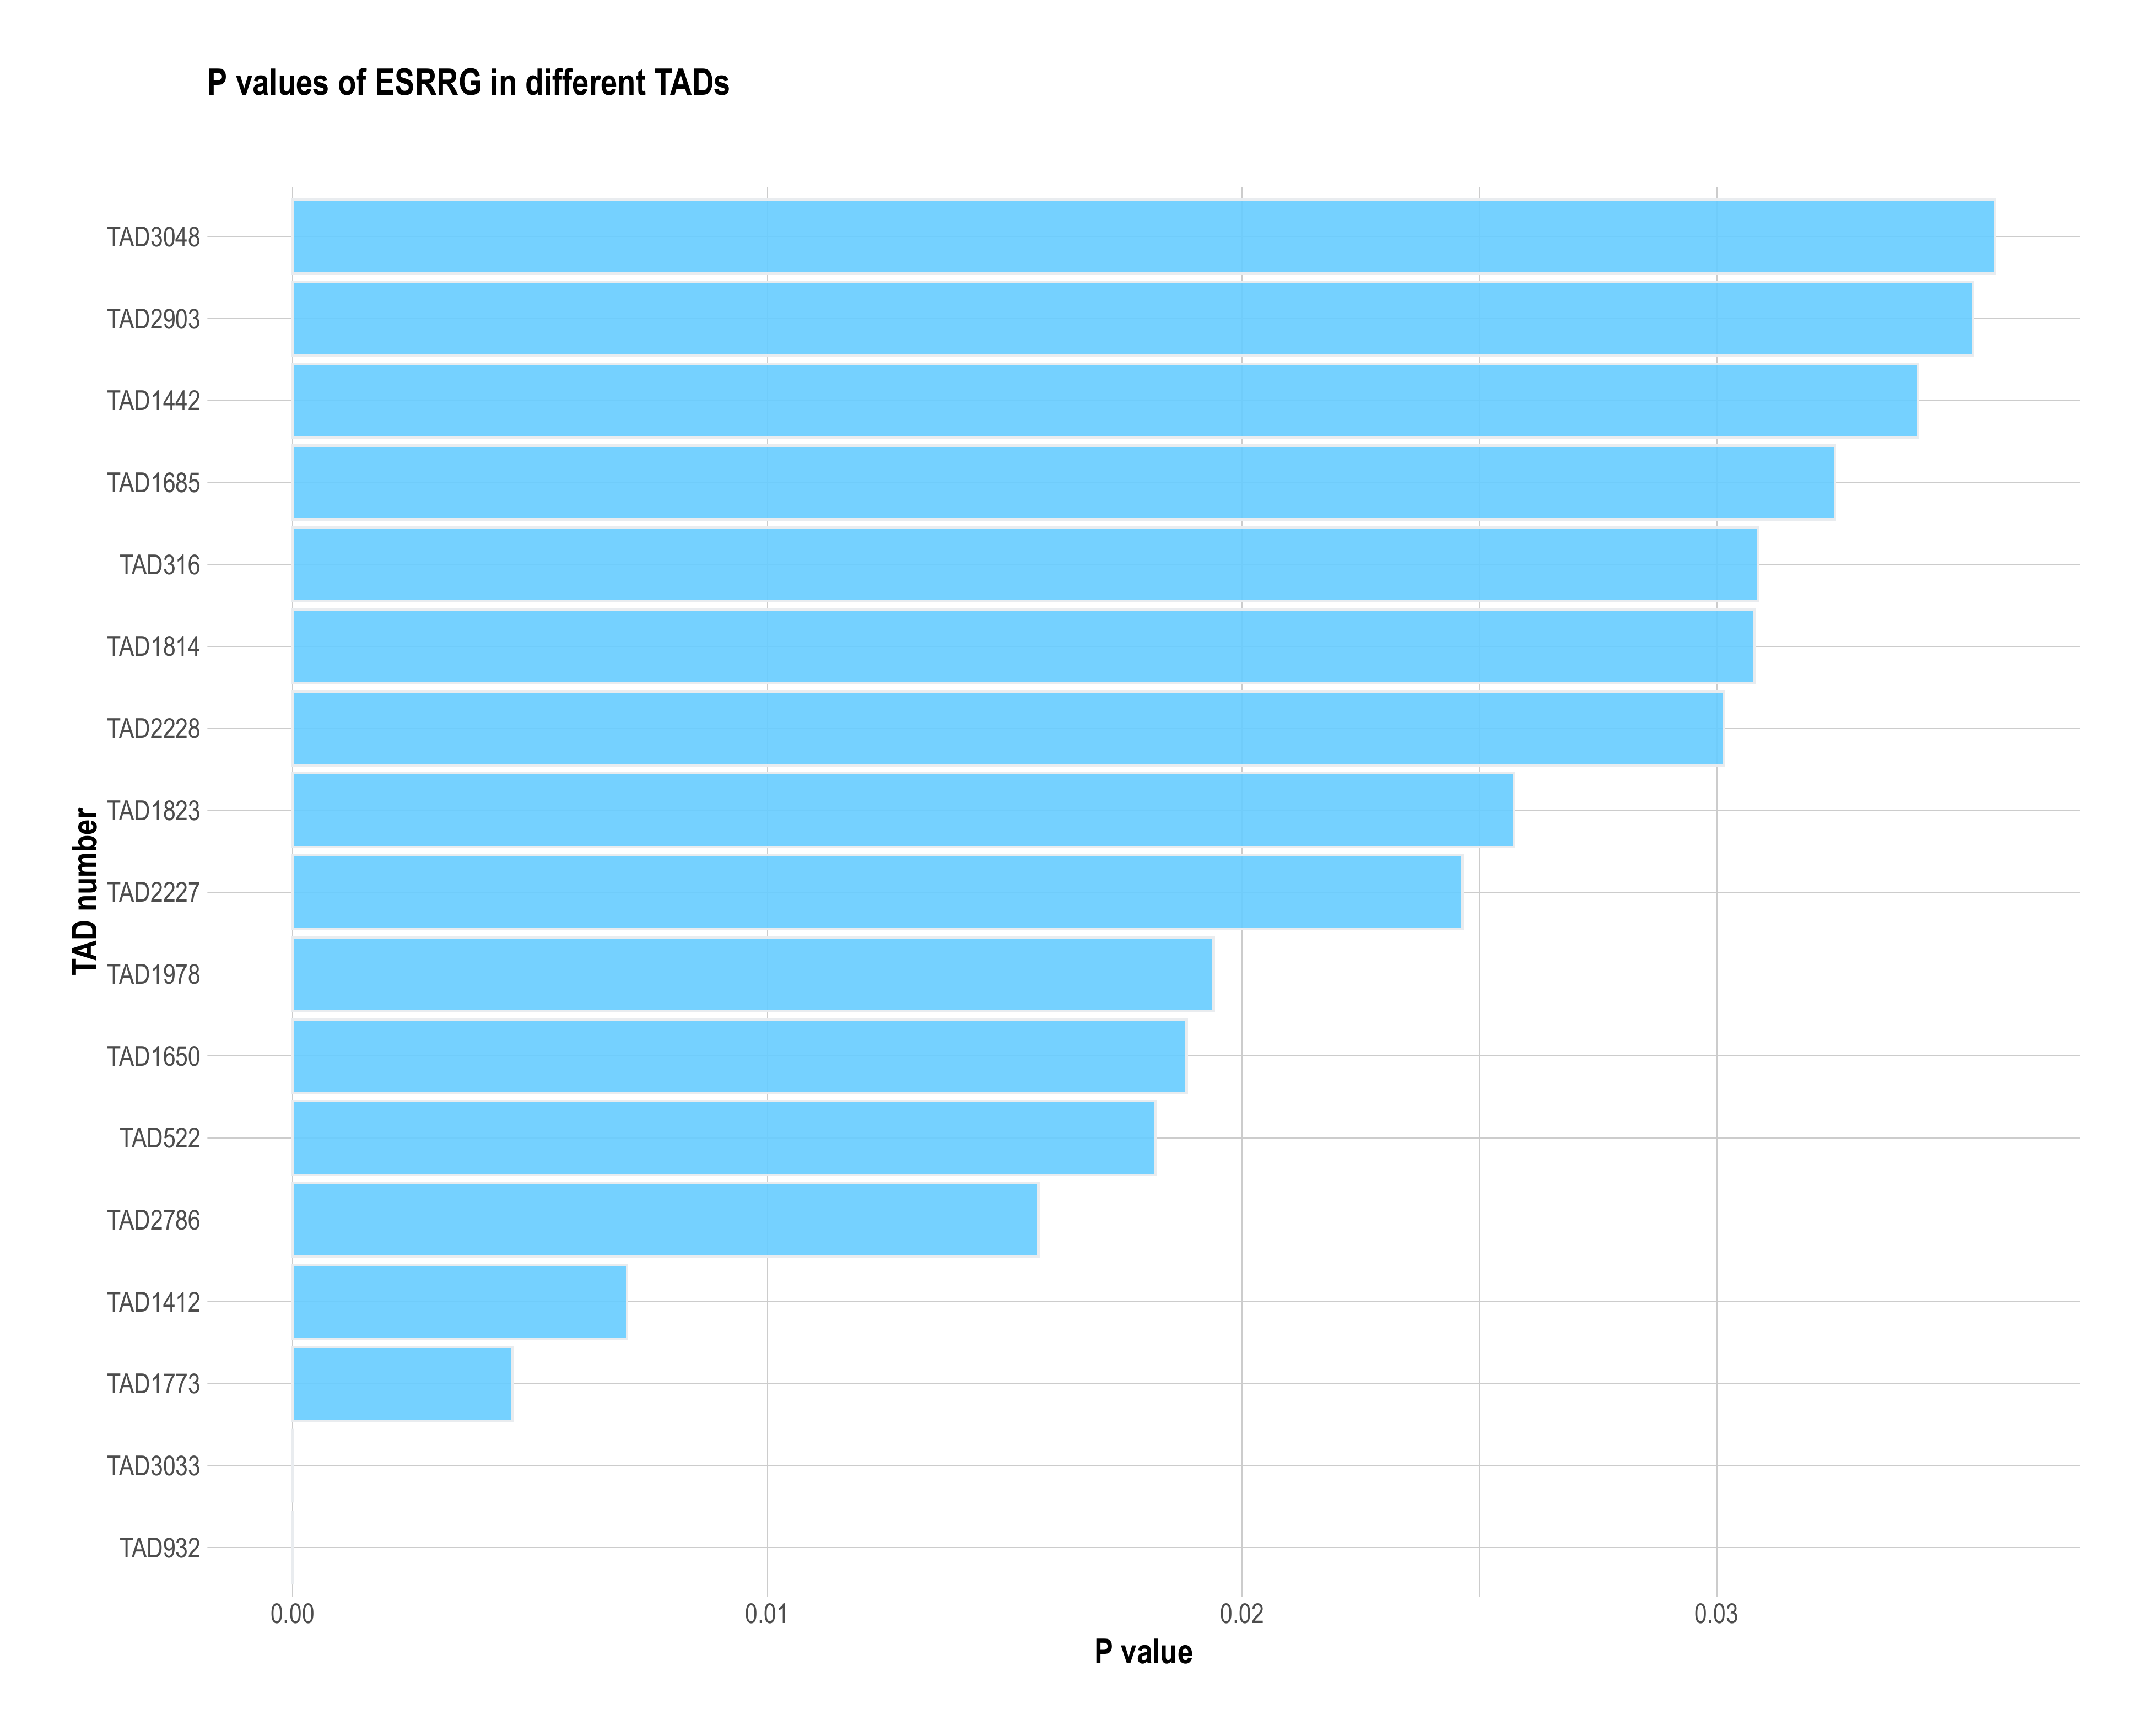 P values of ESRRG in different TADs
TAD3048
TAD2903
TAD1442
TAD1685
TAD316
TAD1814
TAD2228
TAD1823
TAD2227
TAD1978
TAD1650
TAD522
TAD2786
TAD1412
TAD1773
TAD3033
TAD932
TAD number
0.00 0.01 0.02 0.03
P value